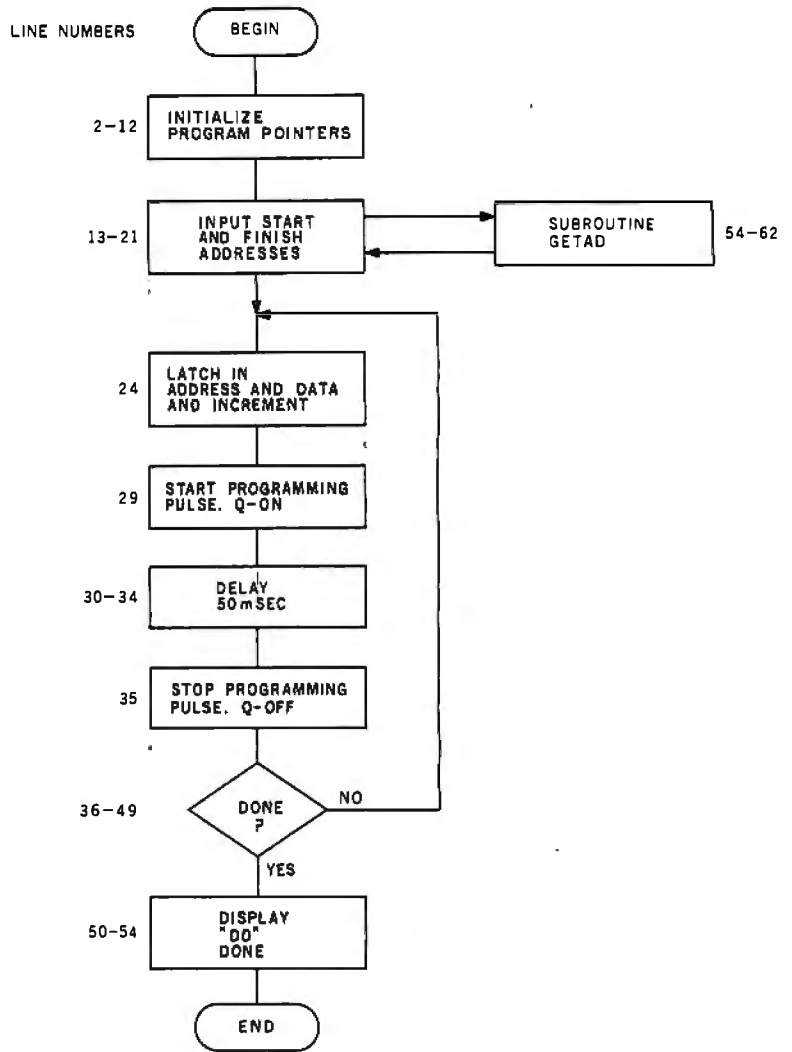 LINE NUMBERS
BEGIN
2-12
INITIALIZE
PROGRAM POINTERS
13-21
INPUT START
AND FINISH
ADDRESSES
SUBROUTINE
GETAD
54-62
24
LATCH IN
ADDRESS AND DATA
AND INCREMENT
29
START PROGRAMMING
PULSE. Q-ON
30-34
DELAY
50mSEC
35
STOP PROGRAMMING
PULSE. Q-OFF
36-49
DONE
?
NO
YES
50-54
DISPLAY
"DO"
DONE
END